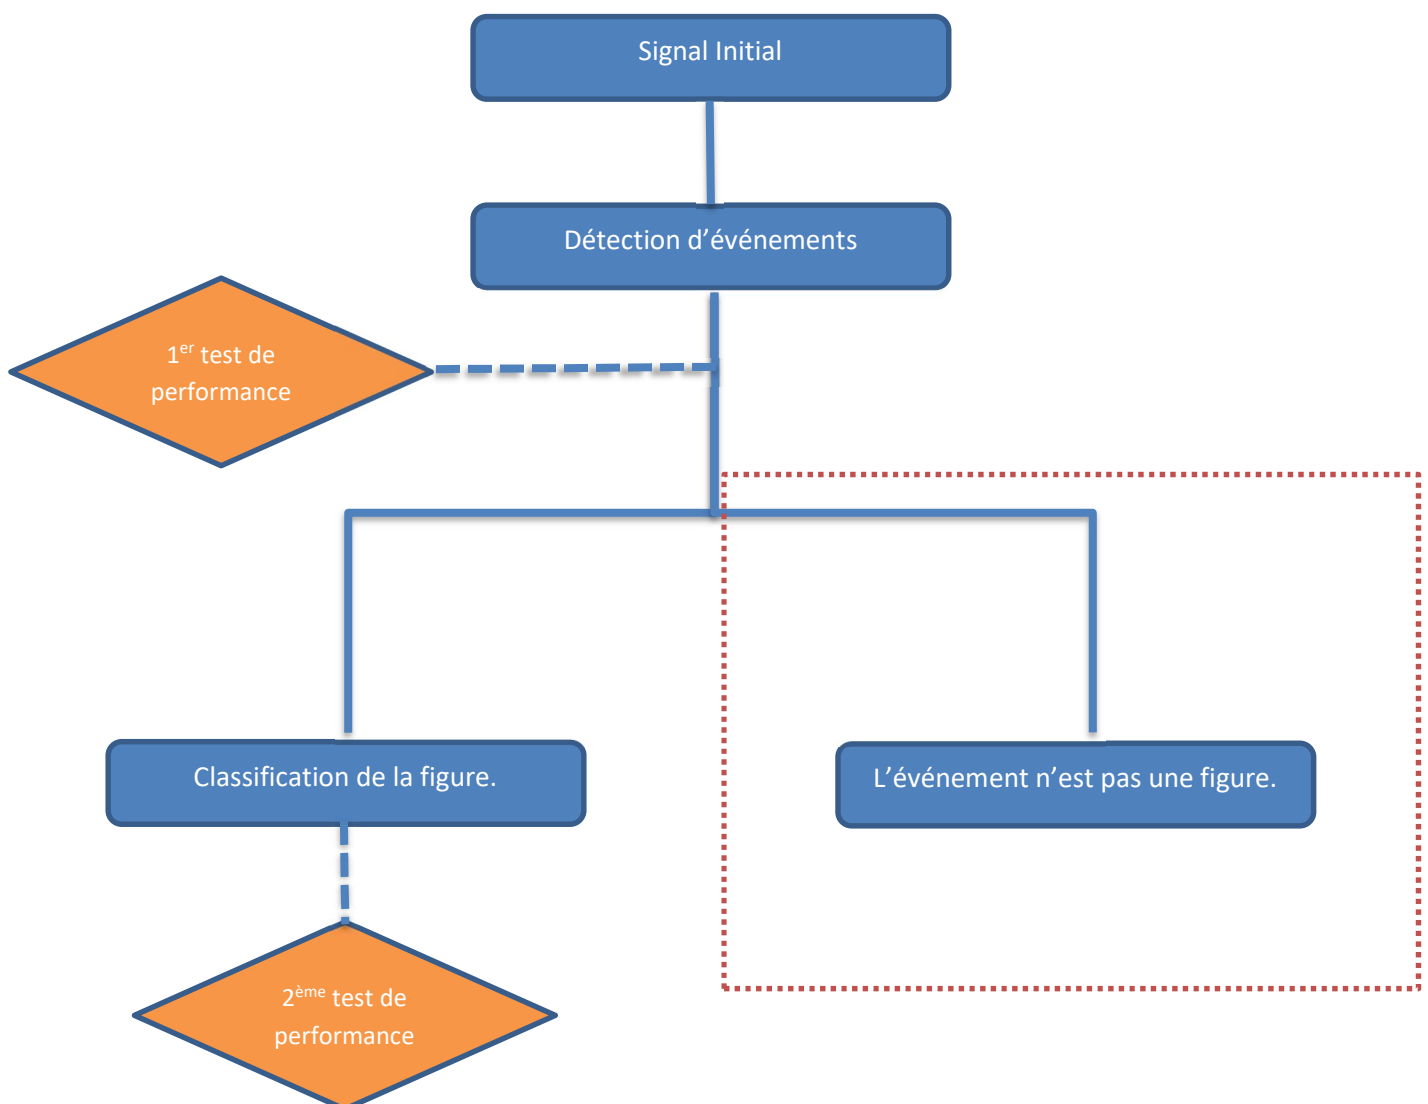 Signal Initial
Détection d’événements
1er test de
performance
Classification de la figure.
L’événement n’est pas une figure.
2ème test de
performance